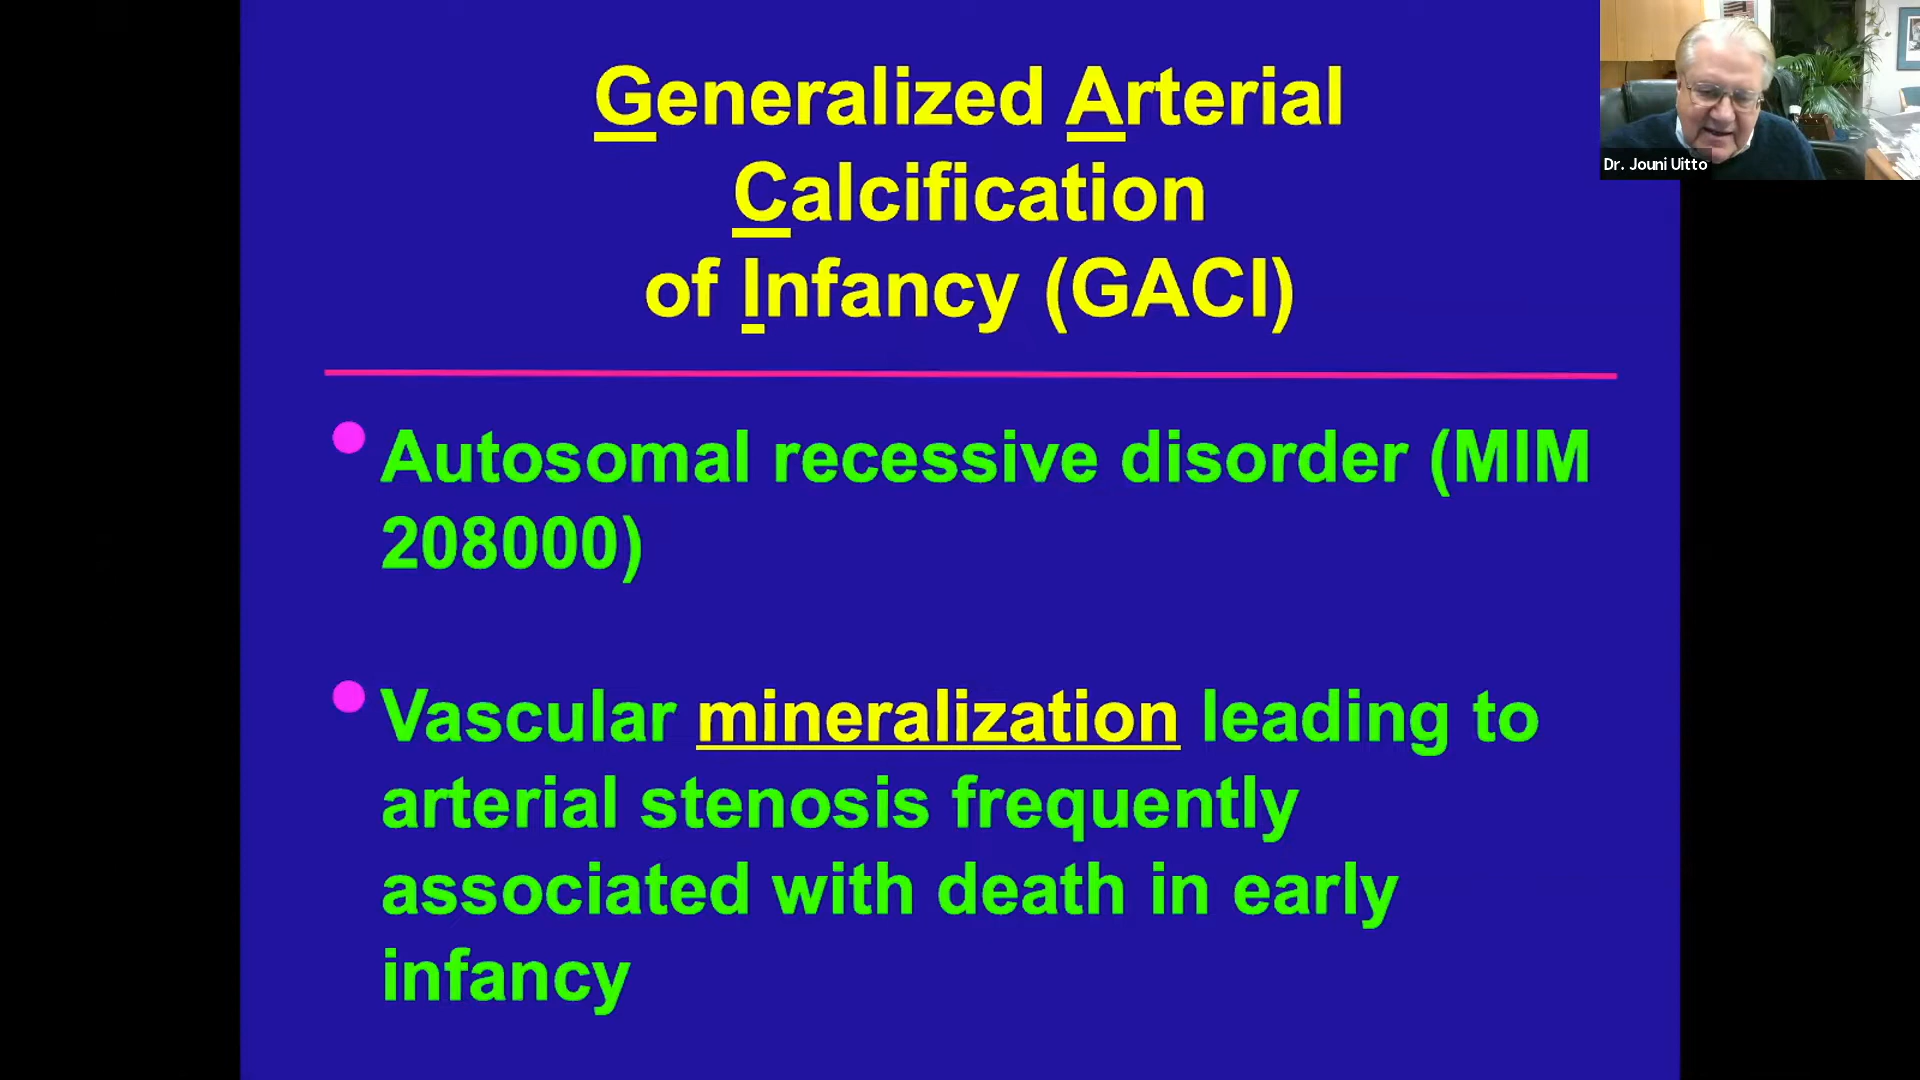 Generalized Arterial
Calcification
of Infancy (GACI)
Dr. Jouni Uitto
• Autosomal recessive disorder (MIM
208000)
• Vascular mineralization leading to
arterial stenosis frequently
associated with death in early
infancy